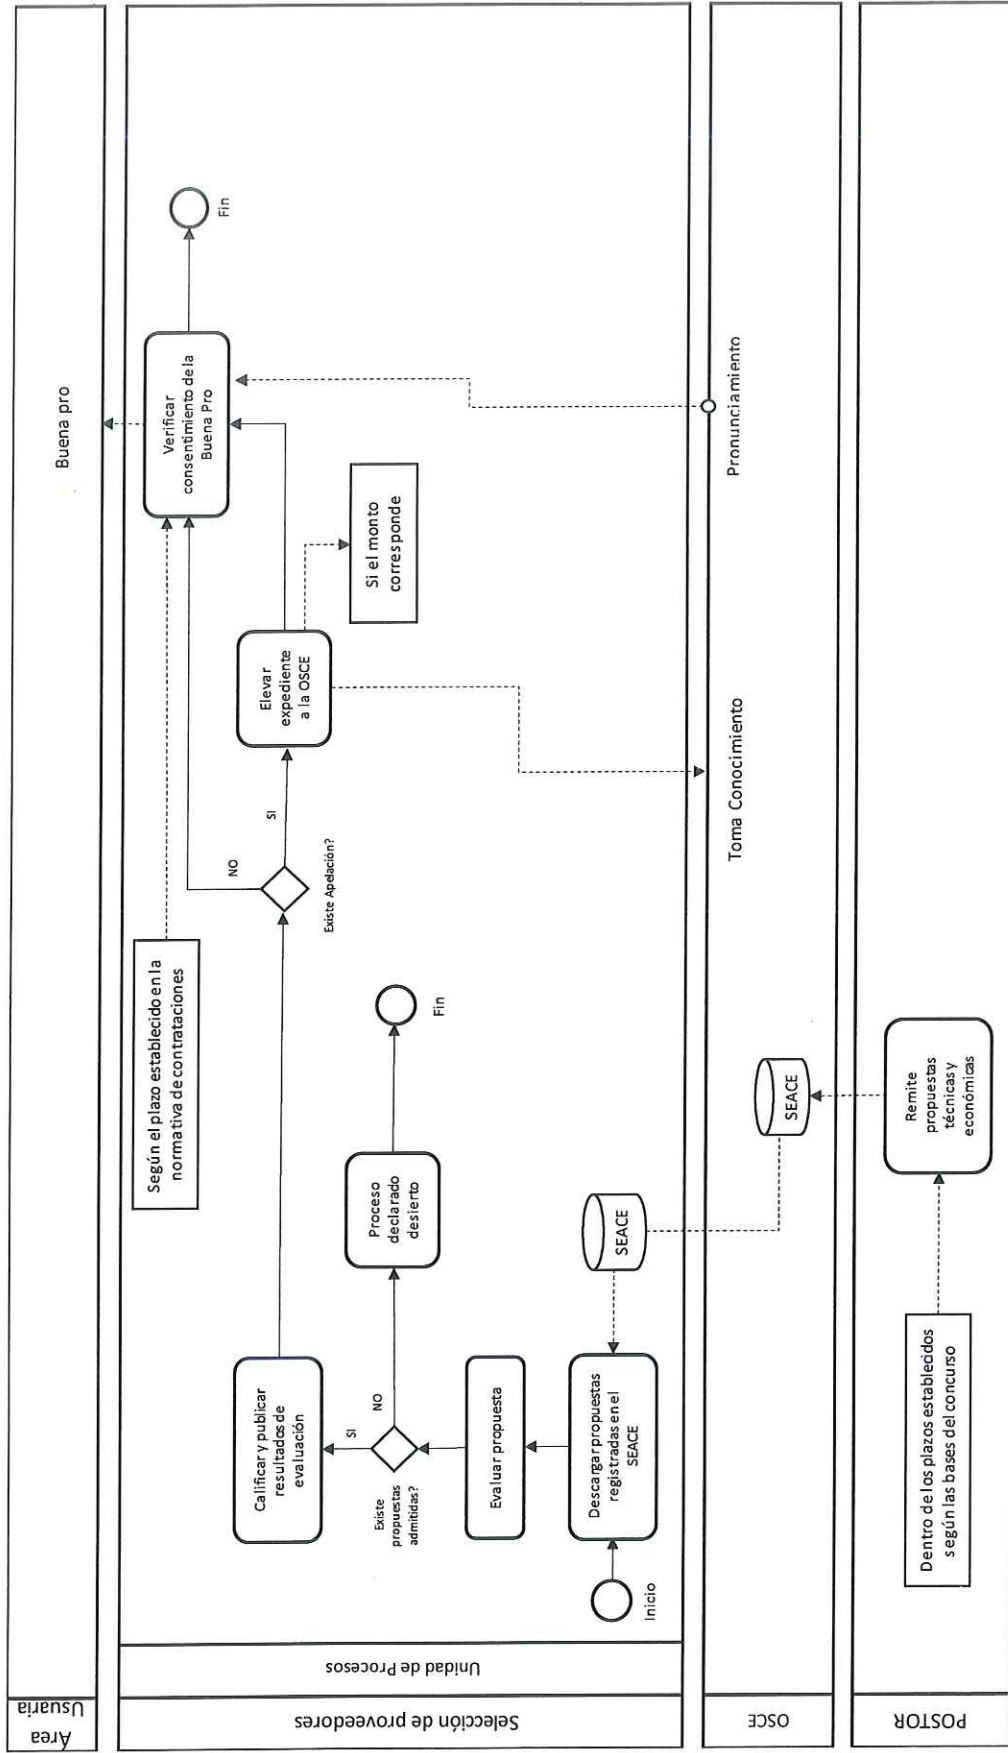 Área
Usuaria
Buena pro
Selección de proveedores
Unidad de Procesos
Según el plazo establecido en la
normativa de contrataciones
Verificar
consentimiento de la
Buena Pro
Fin
NO
SI
Existe Apelación?
Elevar
expediente
a la OSCE
Si el monto
corresponde
Calificar y publicar
resultados de
evaluación
SI
NO
Existe
propuestas
admitidas?
Proceso
declarado
desierto
Fin
Evaluar propuesta
Descargar propuestas
registradas en el
SEACE
SEACE
Inicio
OSCE
SEACE
Toma Conocimiento
Pronunciamiento
POSTOR
Dentro de los plazos establecidos
según las bases del concurso
Remite
propuestas
técnicas y
económicas